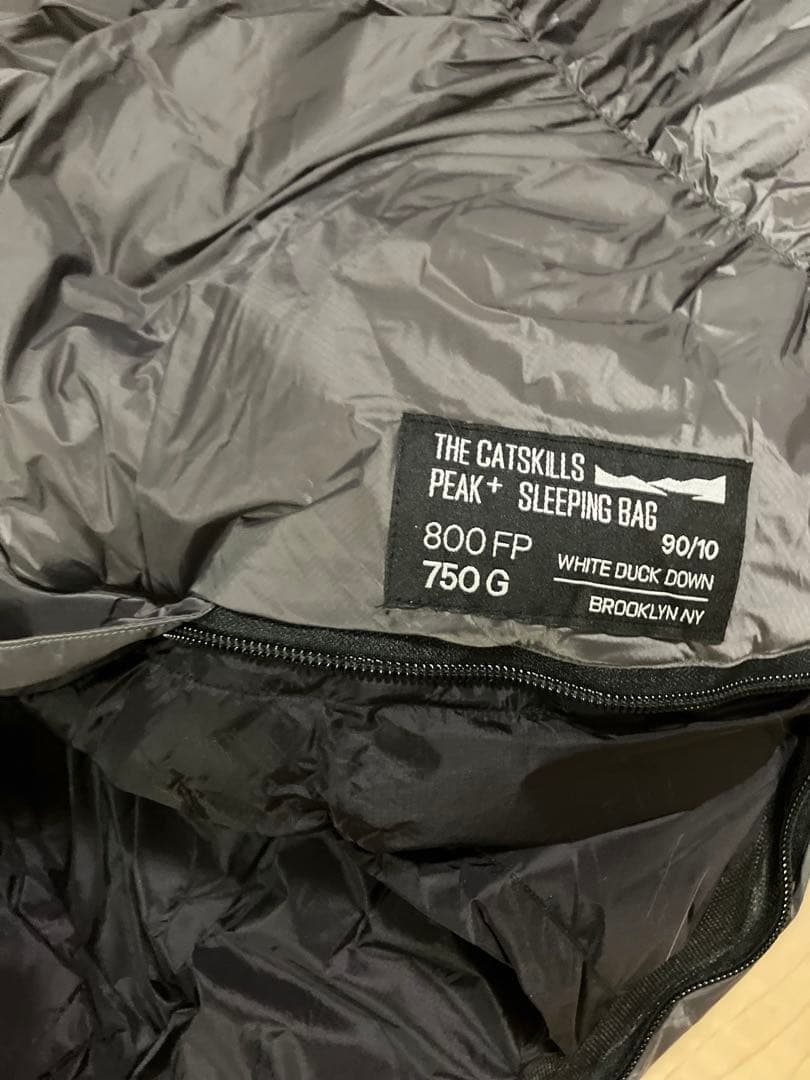 THE CATSKILLS
PEAK+ SLEEPING BAG
800 FP
750 G
90/10
WHITE DUCK DOWN
BROOKLYN NY